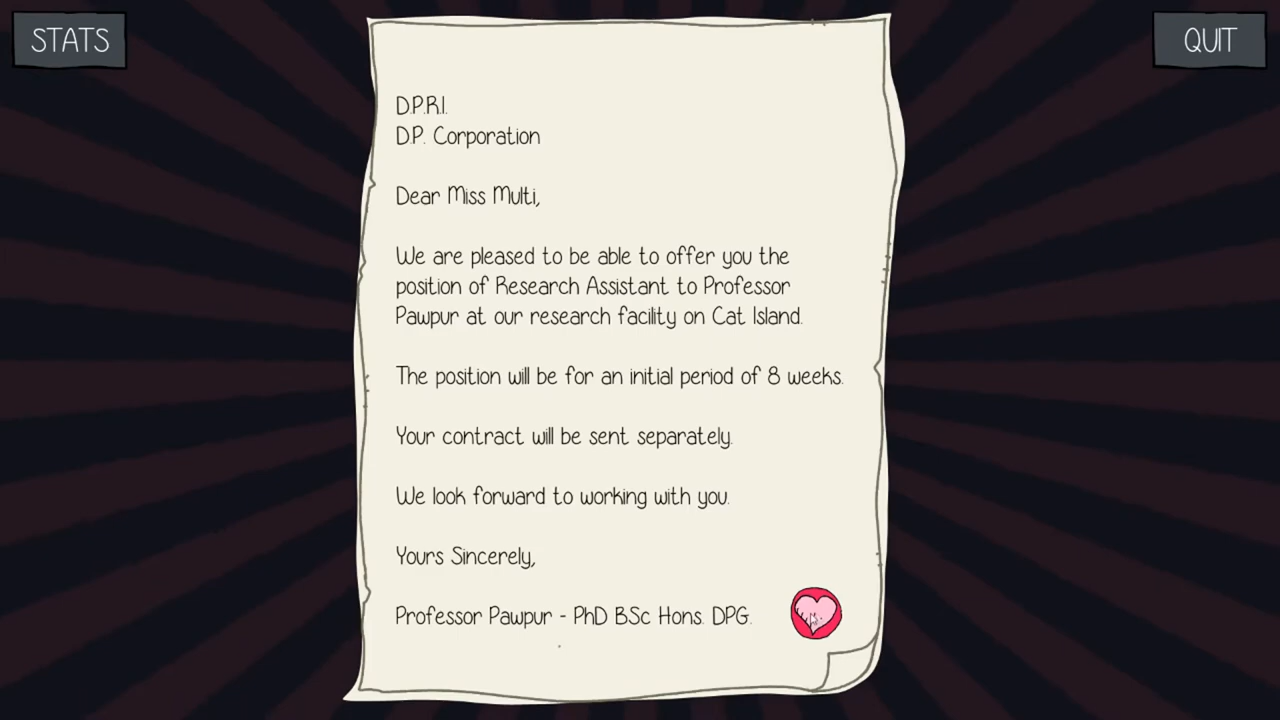 STATS
QUIT
D.P.R.I.
D.P. Corporation
Dear Miss Multi,
We are pleased to be able to offer you the
position of Research Assistant to Professor
Pawpur at our research facility on Cat Island.
The position will be for an initial period of 8 weeks.
Your contract will be sent separately.
We look forward to working with you.
Yours Sincerely,
Professor Pawpur - PhD BSc Hons. DPG.